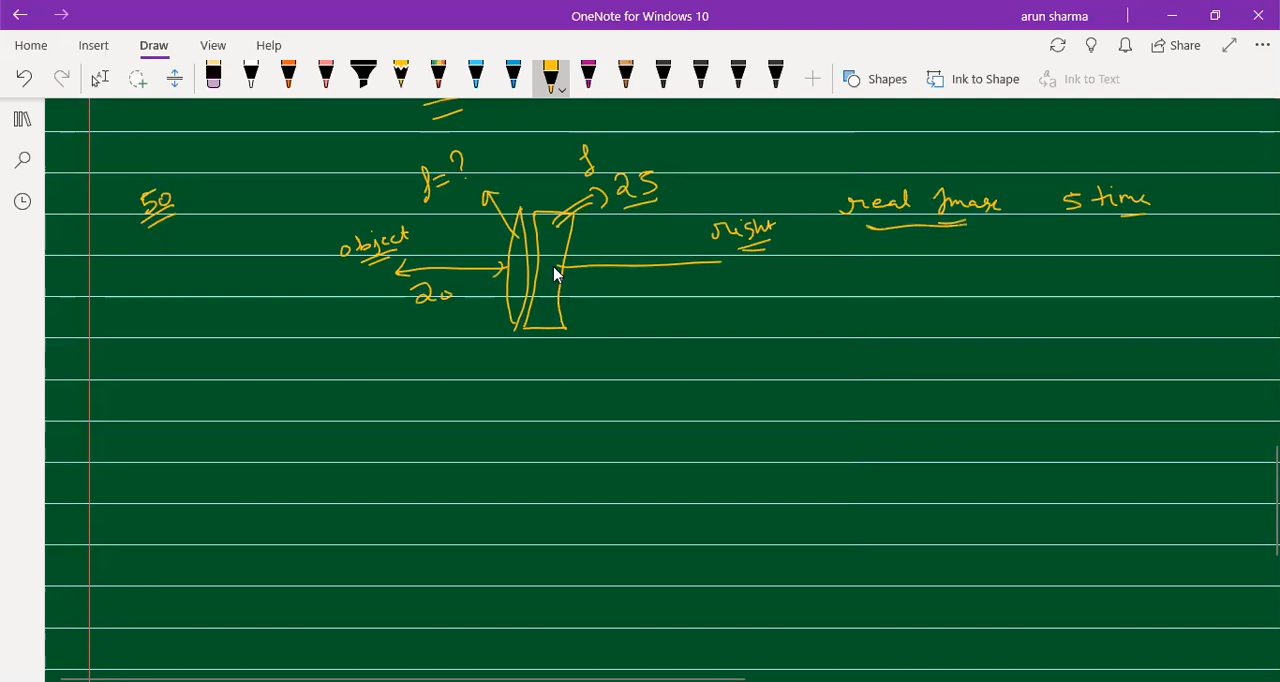 OneNote for Windows 10
arun sharma
Home Insert Draw View Help
Share
Shapes
Ink to Shape
Ink to Text
f = ?
f
25
50
real Image
5 time
object
right
20